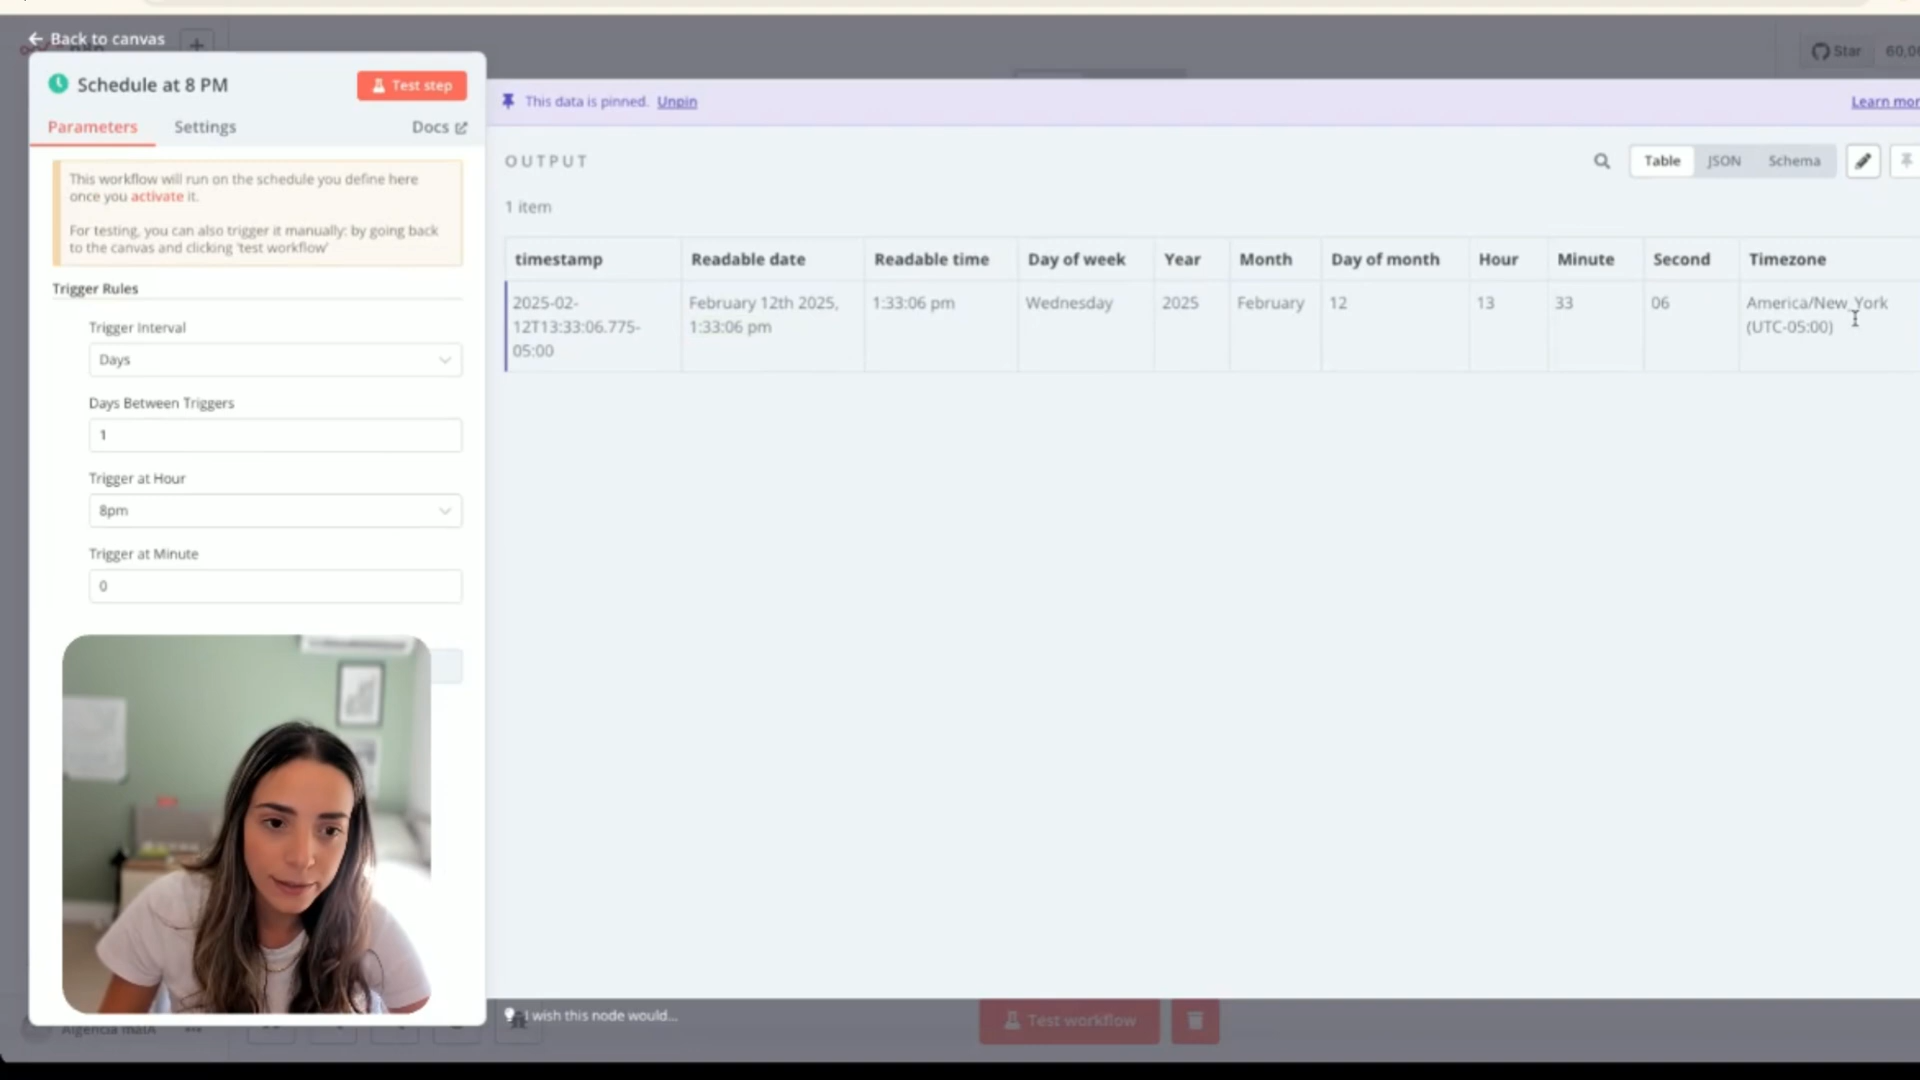 ← Back to canvas
Star 60,0
Schedule at 8 PM
Test step
Parameters
Settings
Docs
This workflow will run on the schedule you define here
once you activate it.
For testing, you can also trigger it manually: by going back
to the canvas and clicking 'test workflow'
Trigger Rules
Trigger Interval
Days
Days Between Triggers
1
Trigger at Hour
8pm
Trigger at Minute
0
This data is pinned. Unpin
Learn mor
OUTPUT
Table JSON Schema
1 item
timestamp Readable date Readable time Day of week Year Month Day of month Hour Minute Second Timezone
2025-02- February 12th 2025, 1:33:06 pm Wednesday 2025 February 12 13 33 06 America/New_York
12T13:33:06.775- 1:33:06 pm (UTC-05:00)
05:00
I wish this node would...
Test workflow